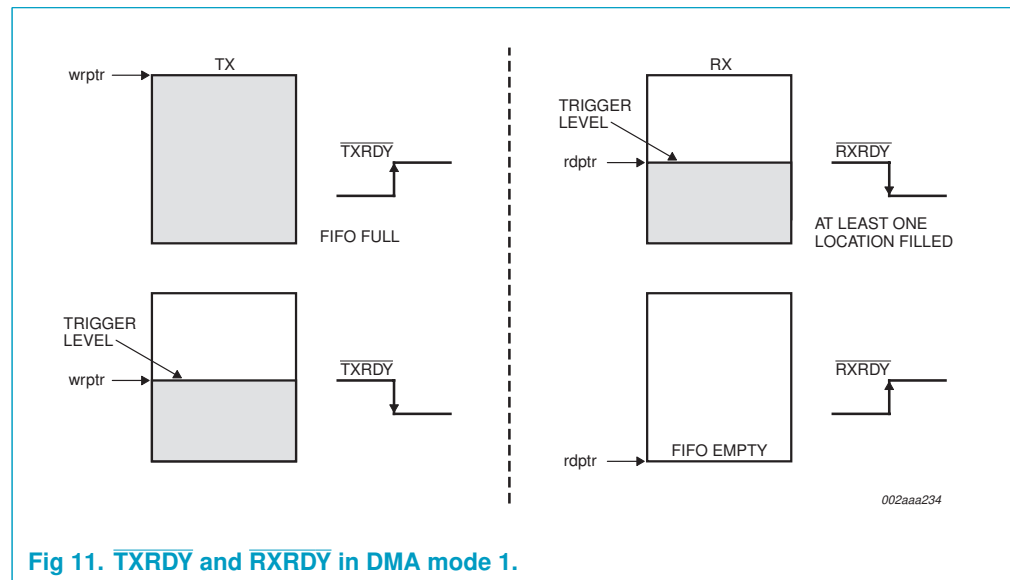 TX
wrptr
TXRDY
FIFO FULL
TRIGGER
LEVEL
wrptr
TXRDY
RX
TRIGGER
LEVEL
rdptr
RXRDY
AT LEAST ONE
LOCATION FILLED
RXRDY
FIFO EMPTY
rdptr
002aaa234
Fig 11. TXRDY and RXRDY in DMA mode 1.